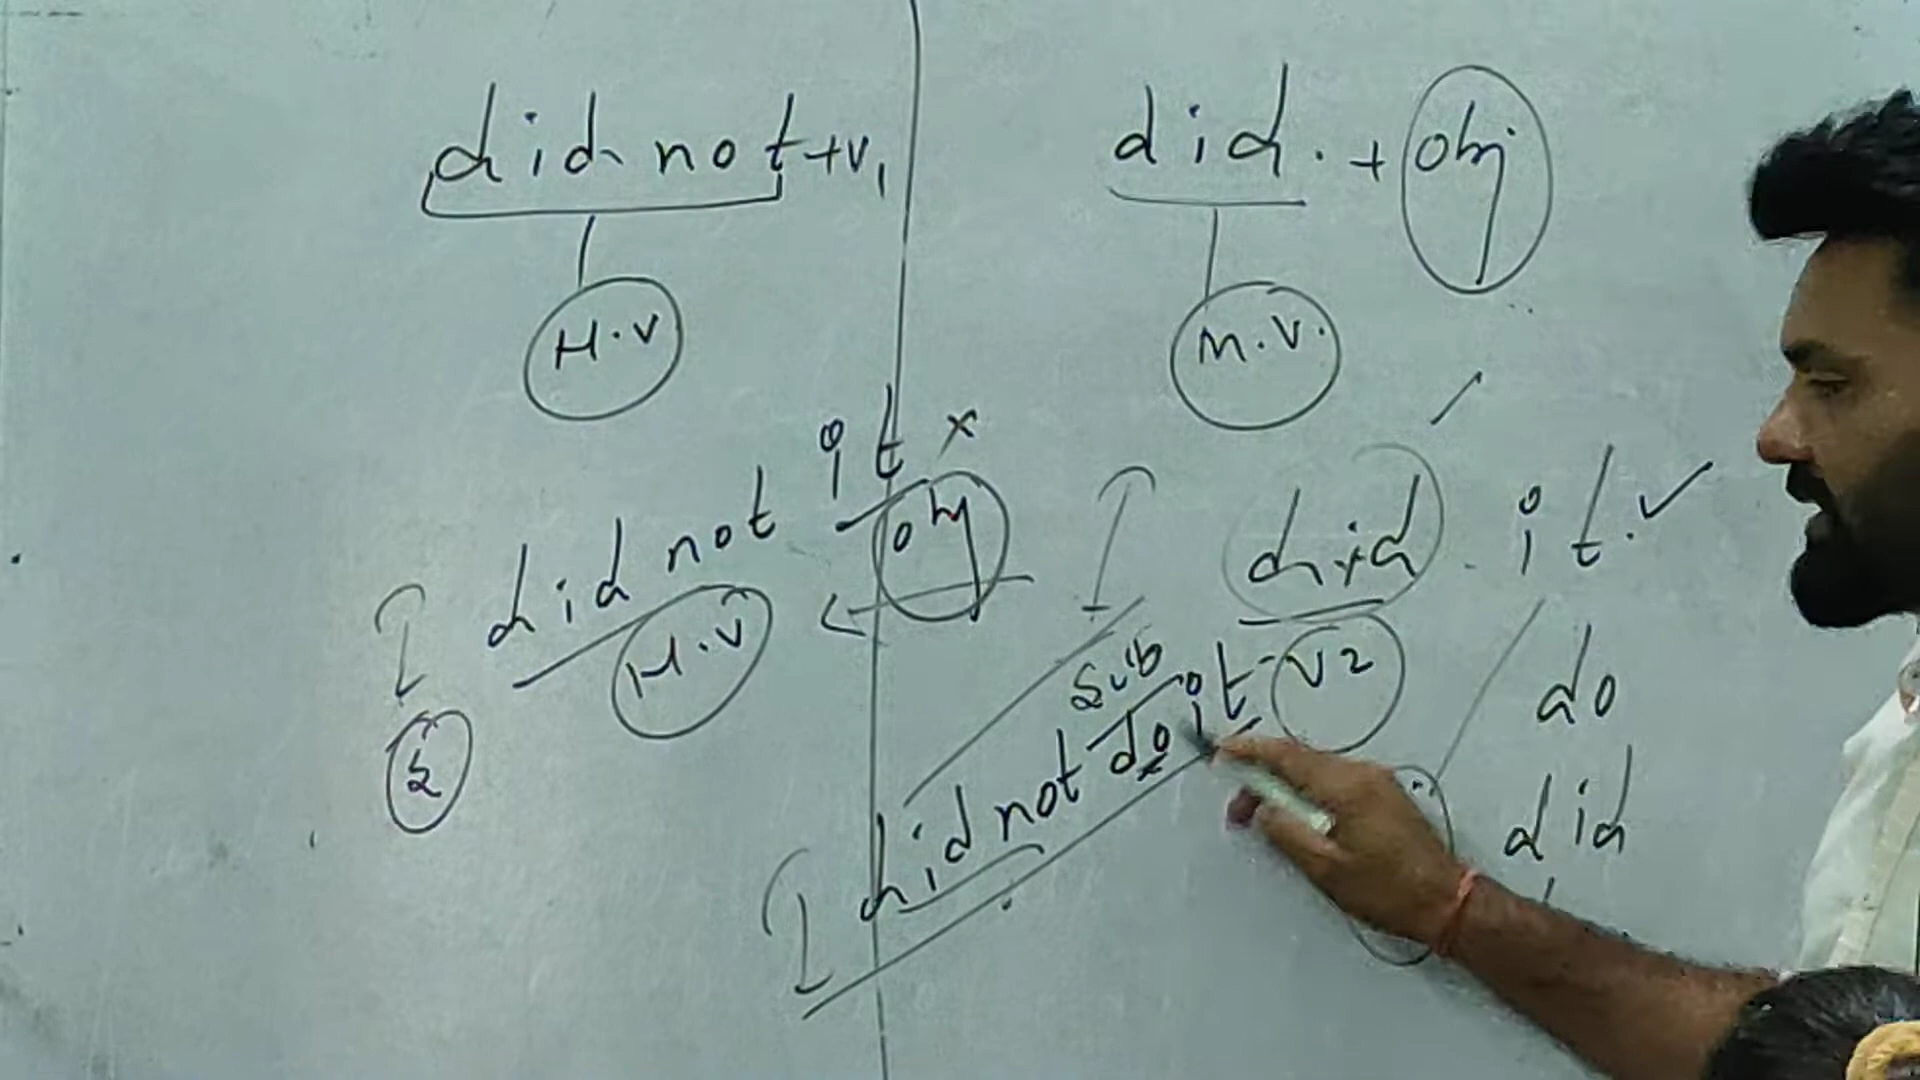 did not + V1
H.V
I did not it ×
H.V
obj
S
did. + obj
M.V.
I did it. ✓
V2
Sub
I did not do it
do
did